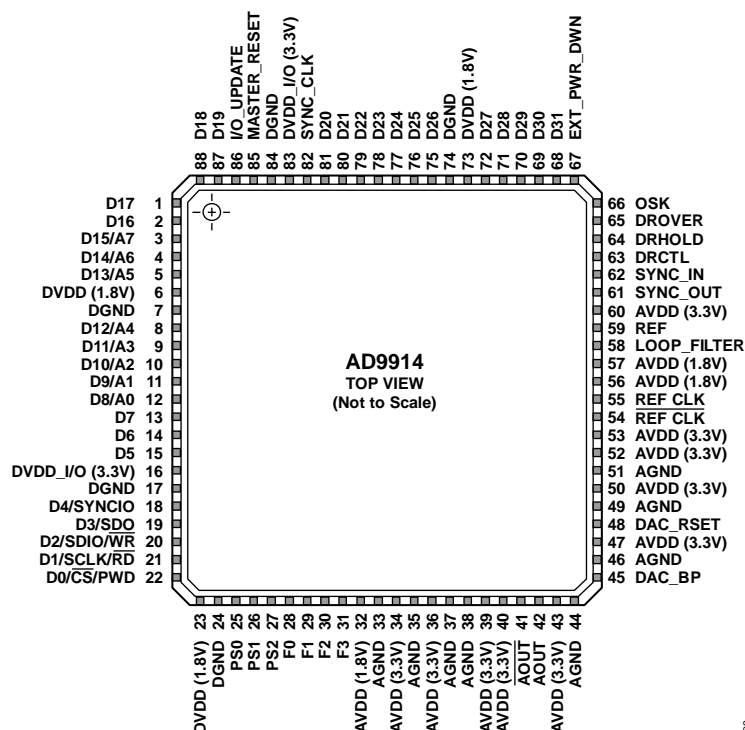 D18 88
D19 87
I/O_UPDATE 86
MASTER_RESET 85
DGND 84
DVDD_I/O (3.3V) 83
SYNC_CLK 82
D20 81
D21 80
D22 79
D23 78
D24 77
D25 76
D26 75
DGND 74
DVDD (1.8V) 73
D27 72
D28 71
D29 70
D30 69
D31 68
EXT_PWR_DWN 67
D17 1
D16 2
D15/A7 3
D14/A6 4
D13/A5 5
DVDD (1.8V) 6
DGND 7
D12/A4 8
D11/A3 9
D10/A2 10
D9/A1 11
D8/A0 12
D7 13
D6 14
D5 15
DVDD_I/O (3.3V) 16
DGND 17
D4/SYNCIO 18
D3/SDO 19
D2/SDIO/W̅R̅ 20
D1/SCLK/R̅D̅ 21
D0/C̅S̅/PWD 22
AD9914
TOP VIEW
(Not to Scale)
66 OSK
65 DROVER
64 DRHOLD
63 DRCTL
62 SYNC_IN
61 SYNC_OUT
60 AVDD (3.3V)
59 REF
58 LOOP_FILTER
57 AVDD (1.8V)
56 AVDD (1.8V)
55 REF CLK
54 R̅E̅F̅ ̅C̅L̅K̅
53 AVDD (3.3V)
52 AVDD (3.3V)
51 AGND
50 AVDD (3.3V)
49 AGND
48 DAC_RSET
47 AVDD (3.3V)
46 AGND
45 DAC_BP
23 DVDD (1.8V)
24 DGND
25 PS0
26 PS1
27 PS2
28 F0
29 F1
30 F2
31 F3
32 AVDD (1.8V)
33 AGND
34 AVDD (3.3V)
35 AGND
36 AVDD (3.3V)
37 AGND
38 AGND
39 AVDD (3.3V)
40 AVDD (3.3V)
41 A̅O̅U̅T̅
42 AOUT
43 AVDD (3.3V)
44 AGND